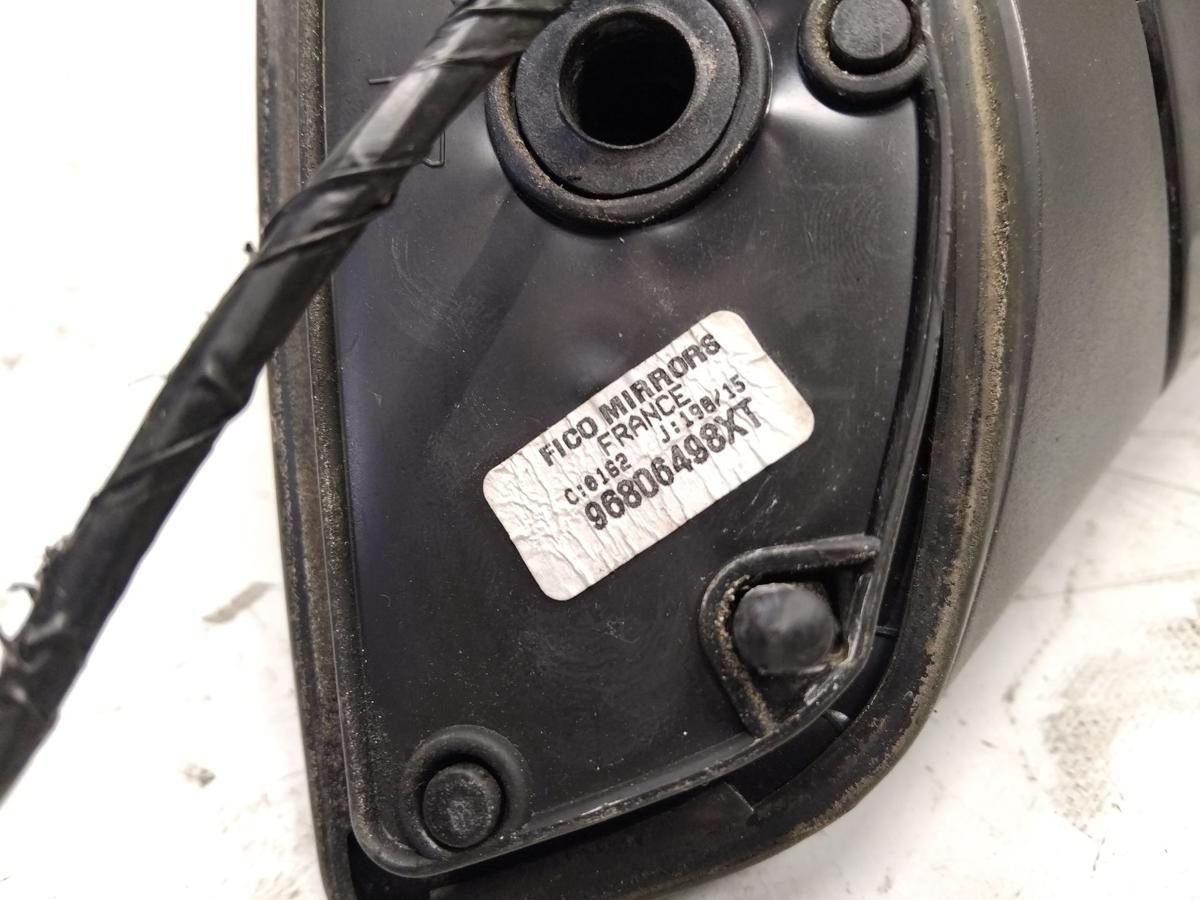 FICO MIRRORS
FRANCE
C:0162 J:198/15
96806498XT